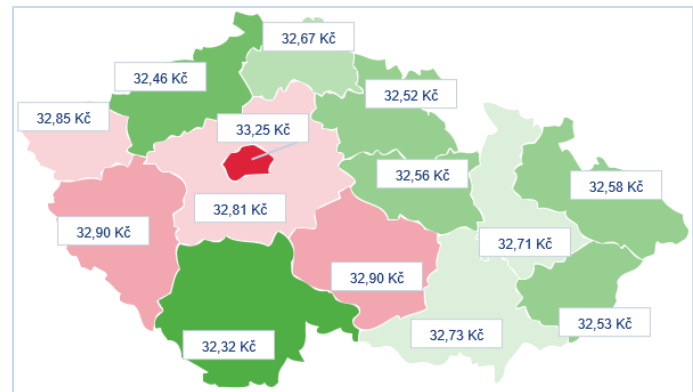 32,67 Kč
32,46 Kč
32,52 Kč
32,85 Kč
33,25 Kč
32,56 Kč
32,58 Kč
32,81 Kč
32,90 Kč
32,71 Kč
32,90 Kč
32,53 Kč
32,73 Kč
32,32 Kč